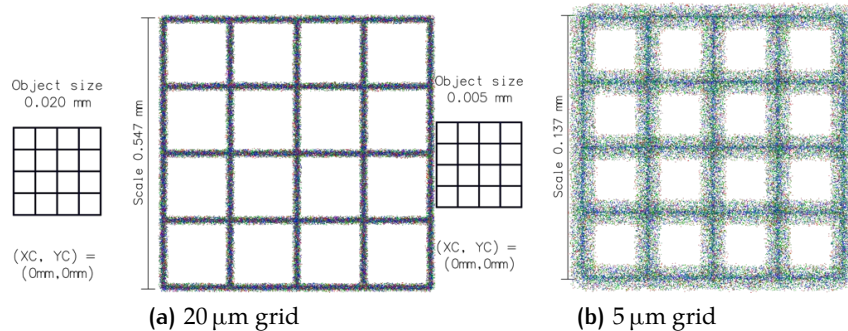 Object size
0.020 mm
(XC, YC) =
(0mm,0mm)
Scale 0.547 mm
(a) 20 µm grid
Object size
0.005 mm
(XC, YC) =
(0mm,0mm)
Scale 0.137 mm
(b) 5 µm grid